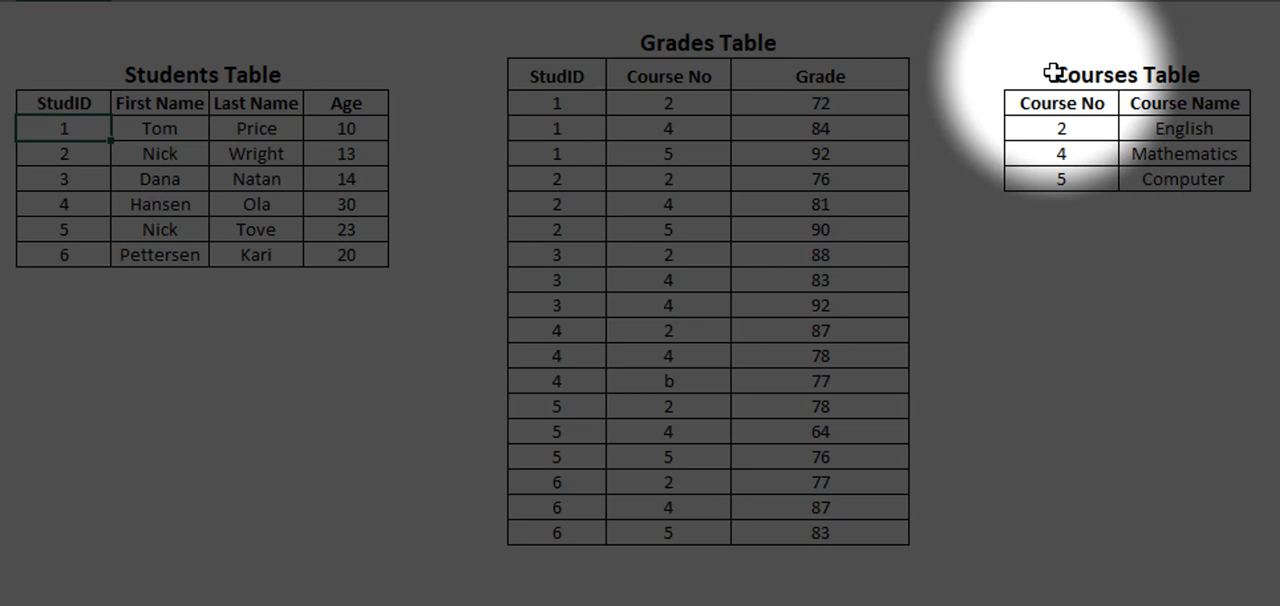 Students Table
StudID First Name Last Name Age
1 Tom Price 10
2 Nick Wright 13
3 Dana Natan 14
4 Hansen Ola 30
5 Nick Tove 23
6 Pettersen Kari 20
Grades Table
StudID Course No Grade
1 2 72
1 4 84
1 5 92
2 2 76
2 4 81
2 5 90
3 2 88
3 4 83
3 4 92
4 2 87
4 4 78
4 b 77
5 2 78
5 4 64
5 5 76
6 2 77
6 4 87
6 5 83
Courses Table
Course No Course Name
2 English
4 Mathematics
5 Computer